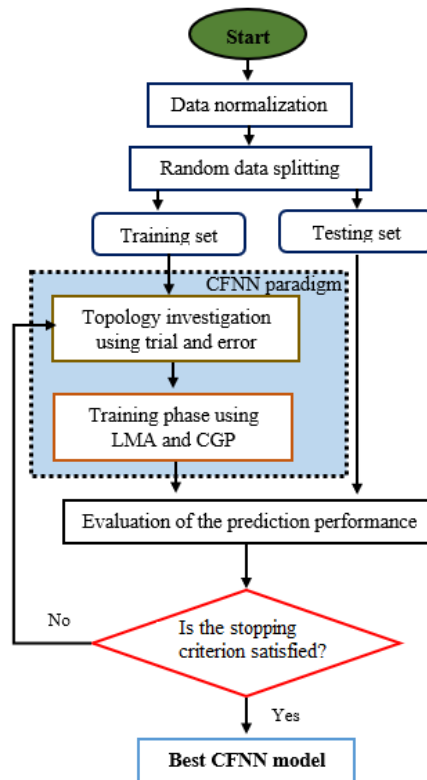 Start
Data normalization
Random data splitting
Training set
Testing set
CFNN paradigm
Topology investigation
using trial and error
Training phase using
LMA and CGP
Evaluation of the prediction performance
Is the stopping
criterion satisfied?
No
Yes
Best CFNN model